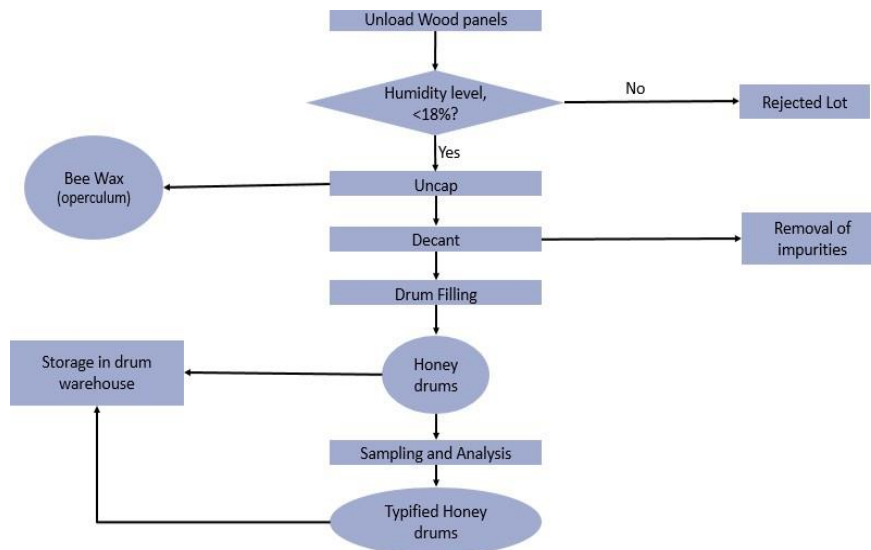 Unload Wood panels
Humidity level,
<18%?
No
Rejected Lot
Yes
Bee Wax
(operculum)
Uncap
Decant
Removal of
impurities
Drum Filling
Storage in drum
warehouse
Honey
drums
Sampling and Analysis
Typified Honey
drums